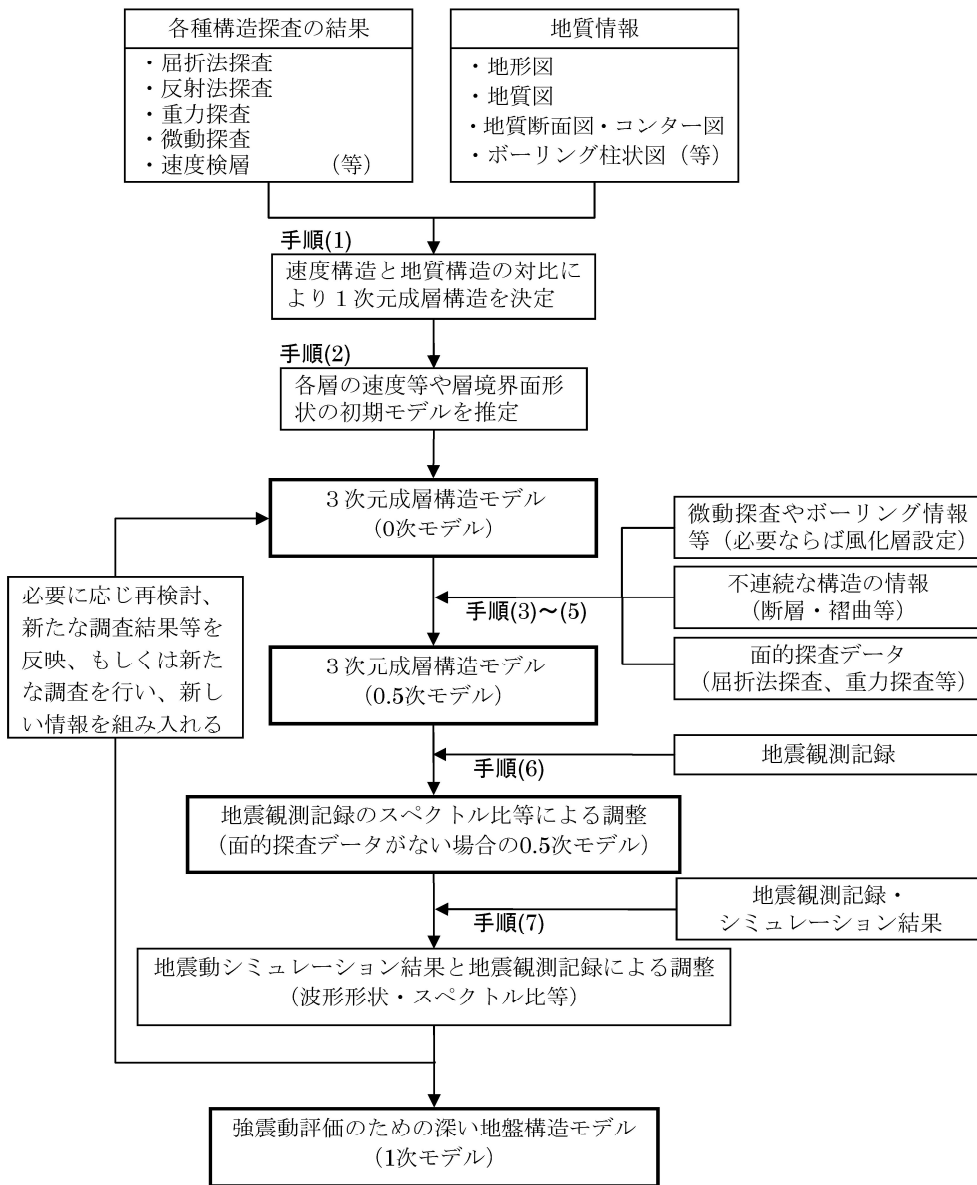 各種構造探査の結果
・屈折法探査
・反射法探査
・重力探査
・微動探査
・速度検層　　　（等）
地質情報
・地形図
・地質図
・地質断面図・コンター図
・ボーリング柱状図（等）
手順(1)
速度構造と地質構造の対比に
より１次元成層構造を決定
手順(2)
各層の速度等や層境界面形
状の初期モデルを推定
３次元成層構造モデル
(0次モデル）
微動探査やボーリング情報
等（必要ならば風化層設定）
不連続な構造の情報
（断層・褶曲等）
面的探査データ
（屈折法探査、重力探査等）
手順(3)～(5)
必要に応じ再検討、
新たな調査結果等を
反映、もしくは新た
な調査を行い、新し
い情報を組み入れる
３次元成層構造モデル
(0.5次モデル）
手順(6)
地震観測記録
地震観測記録のスペクトル比等による調整
（面的探査データがない場合の0.5次モデル）
手順(7)
地震観測記録・
シミュレーション結果
地震動シミュレーション結果と地震観測記録による調整
（波形形状・スペクトル比等）
強震動評価のための深い地盤構造モデル
（1次モデル）